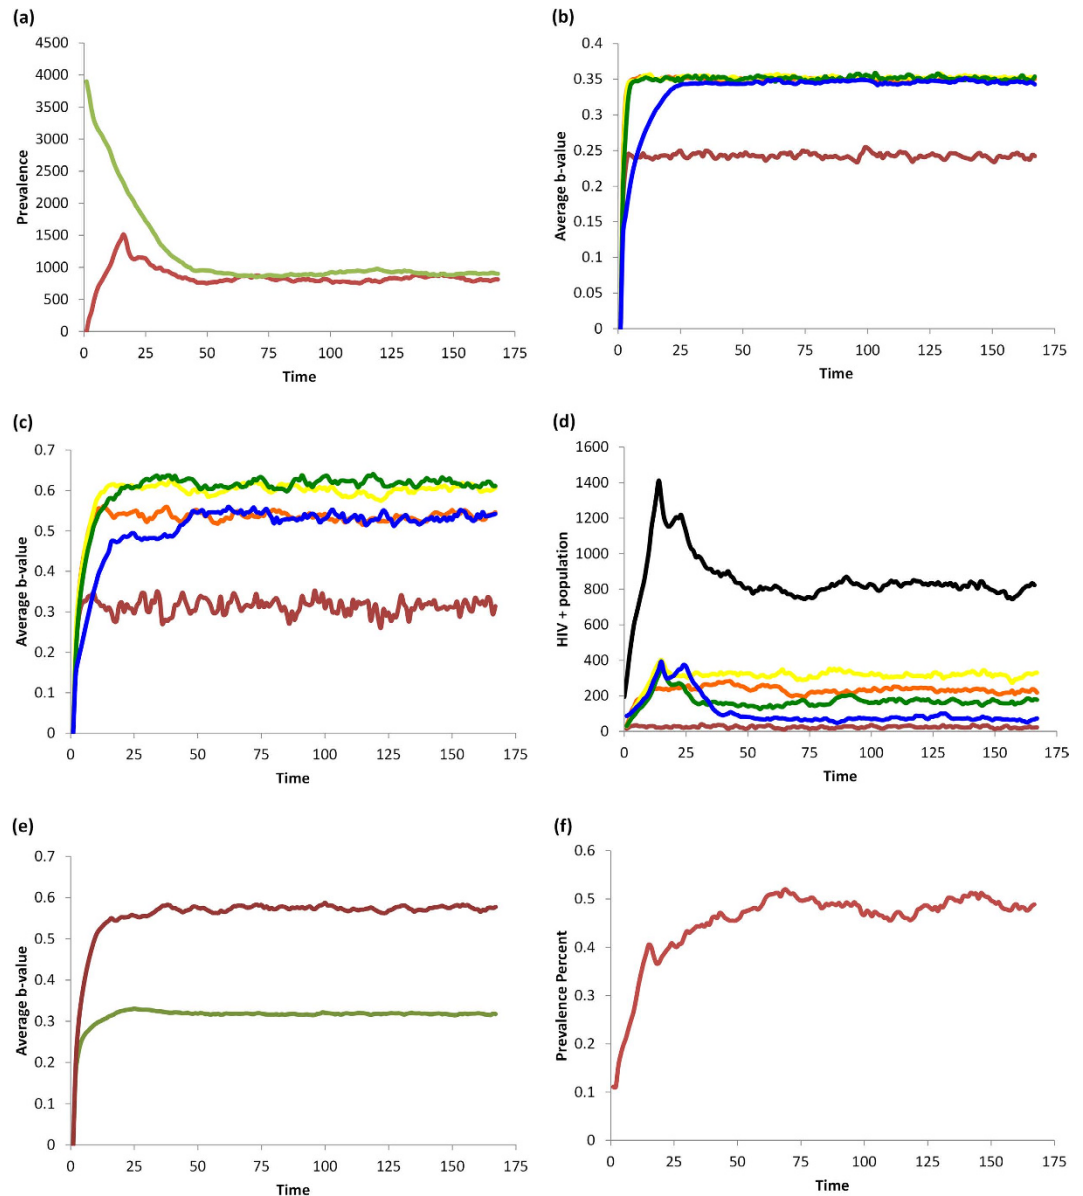 (a)
4500
4000
3500
3000
2500
2000
1500
1000
500
0
Prevalence
0 25 50 75 100 125 150 175
Time
(b)
0.4
0.35
0.3
0.25
0.2
0.15
0.1
0.05
0
Average b-value
0 25 50 75 100 125 150 175
Time
(c)
0.7
0.6
0.5
0.4
0.3
0.2
0.1
0
Average b-value
0 25 50 75 100 125 150 175
Time
(d)
1600
1400
1200
1000
800
600
400
200
0
HIV + population
0 25 50 75 100 125 150 175
Time
(e)
0.7
0.6
0.5
0.4
0.3
0.2
0.1
0
Average b-value
0 25 50 75 100 125 150 175
Time
(f)
0.6
0.5
0.4
0.3
0.2
0.1
0
Prevalence Percent
0 25 50 75 100 125 150 175
Time